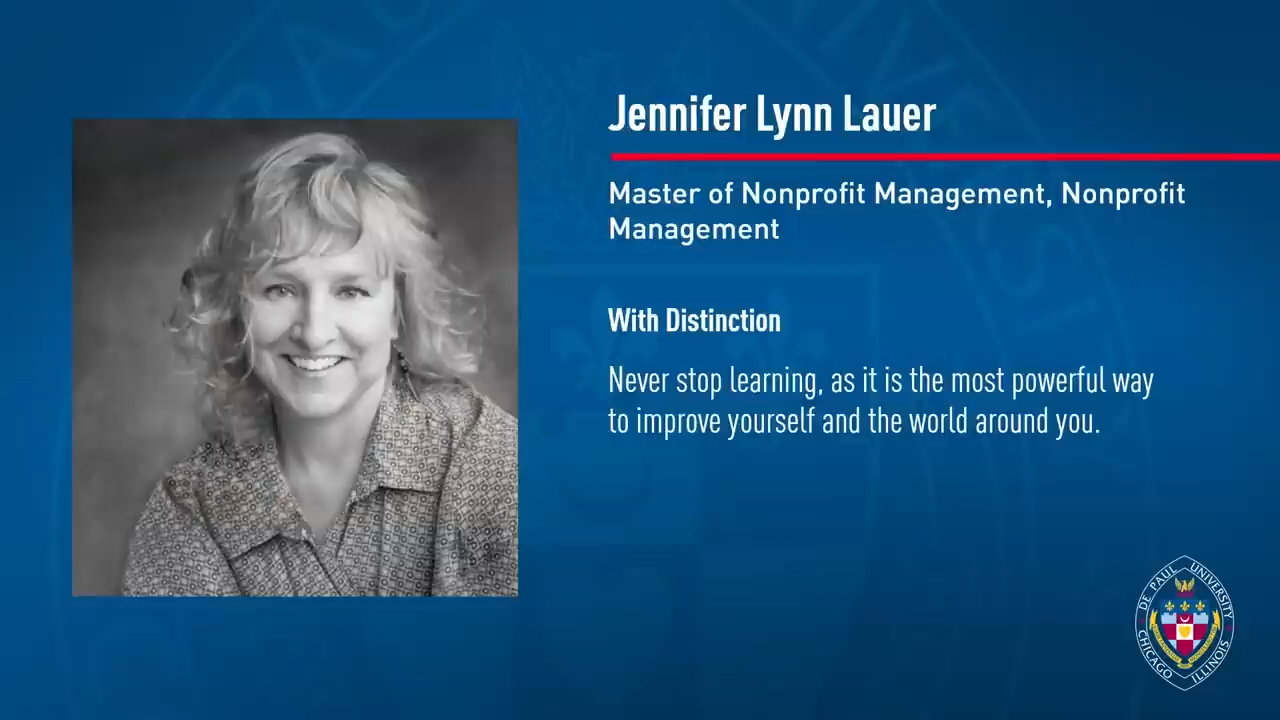 Jennifer Lynn Lauer
Master of Nonprofit Management, Nonprofit
Management
With Distinction
Never stop learning, as it is the most powerful way
to improve yourself and the world around you.
DE PAUL UNIVERSITY
CHICAGO ILLINOIS